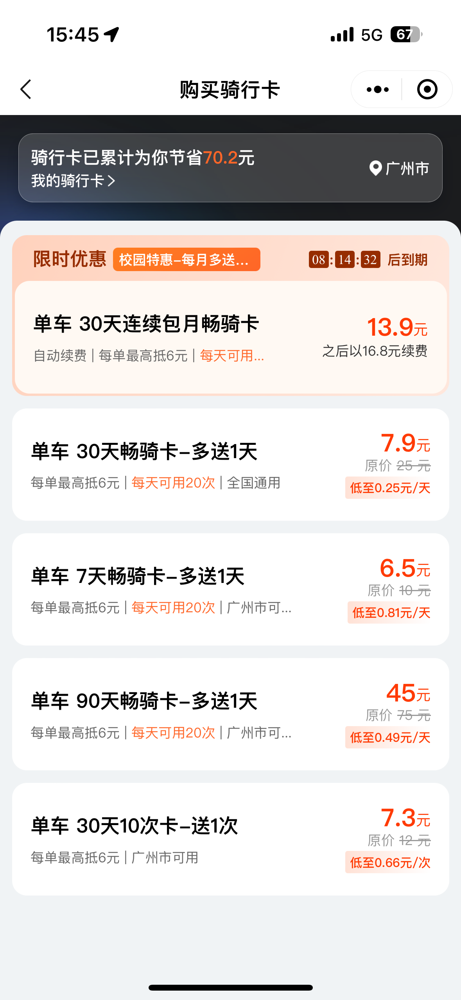 15:45
5G
67
购买骑行卡
骑行卡已累计为你节省70.2元
我的骑行卡
广州市
限时优惠
校园特惠-每月多送...
08:14:32 后到期
单车 30天连续包月畅骑卡
13.9元
自动续费 | 每单最高抵6元 | 每天可用...
之后以16.8元续费
单车 30天畅骑卡-多送1天
7.9元
原价 25 元
每单最高抵6元 | 每天可用20次 | 全国通用
低至0.25元/天
单车 7天畅骑卡-多送1天
6.5元
原价 10 元
每单最高抵6元 | 每天可用20次 | 广州市可...
低至0.81元/天
单车 90天畅骑卡-多送1天
45元
原价 75 元
每单最高抵6元 | 每天可用20次 | 广州市可...
低至0.49元/天
单车 30天10次卡-送1次
7.3元
原价 12 元
每单最高抵6元 | 广州市可用
低至0.66元/次